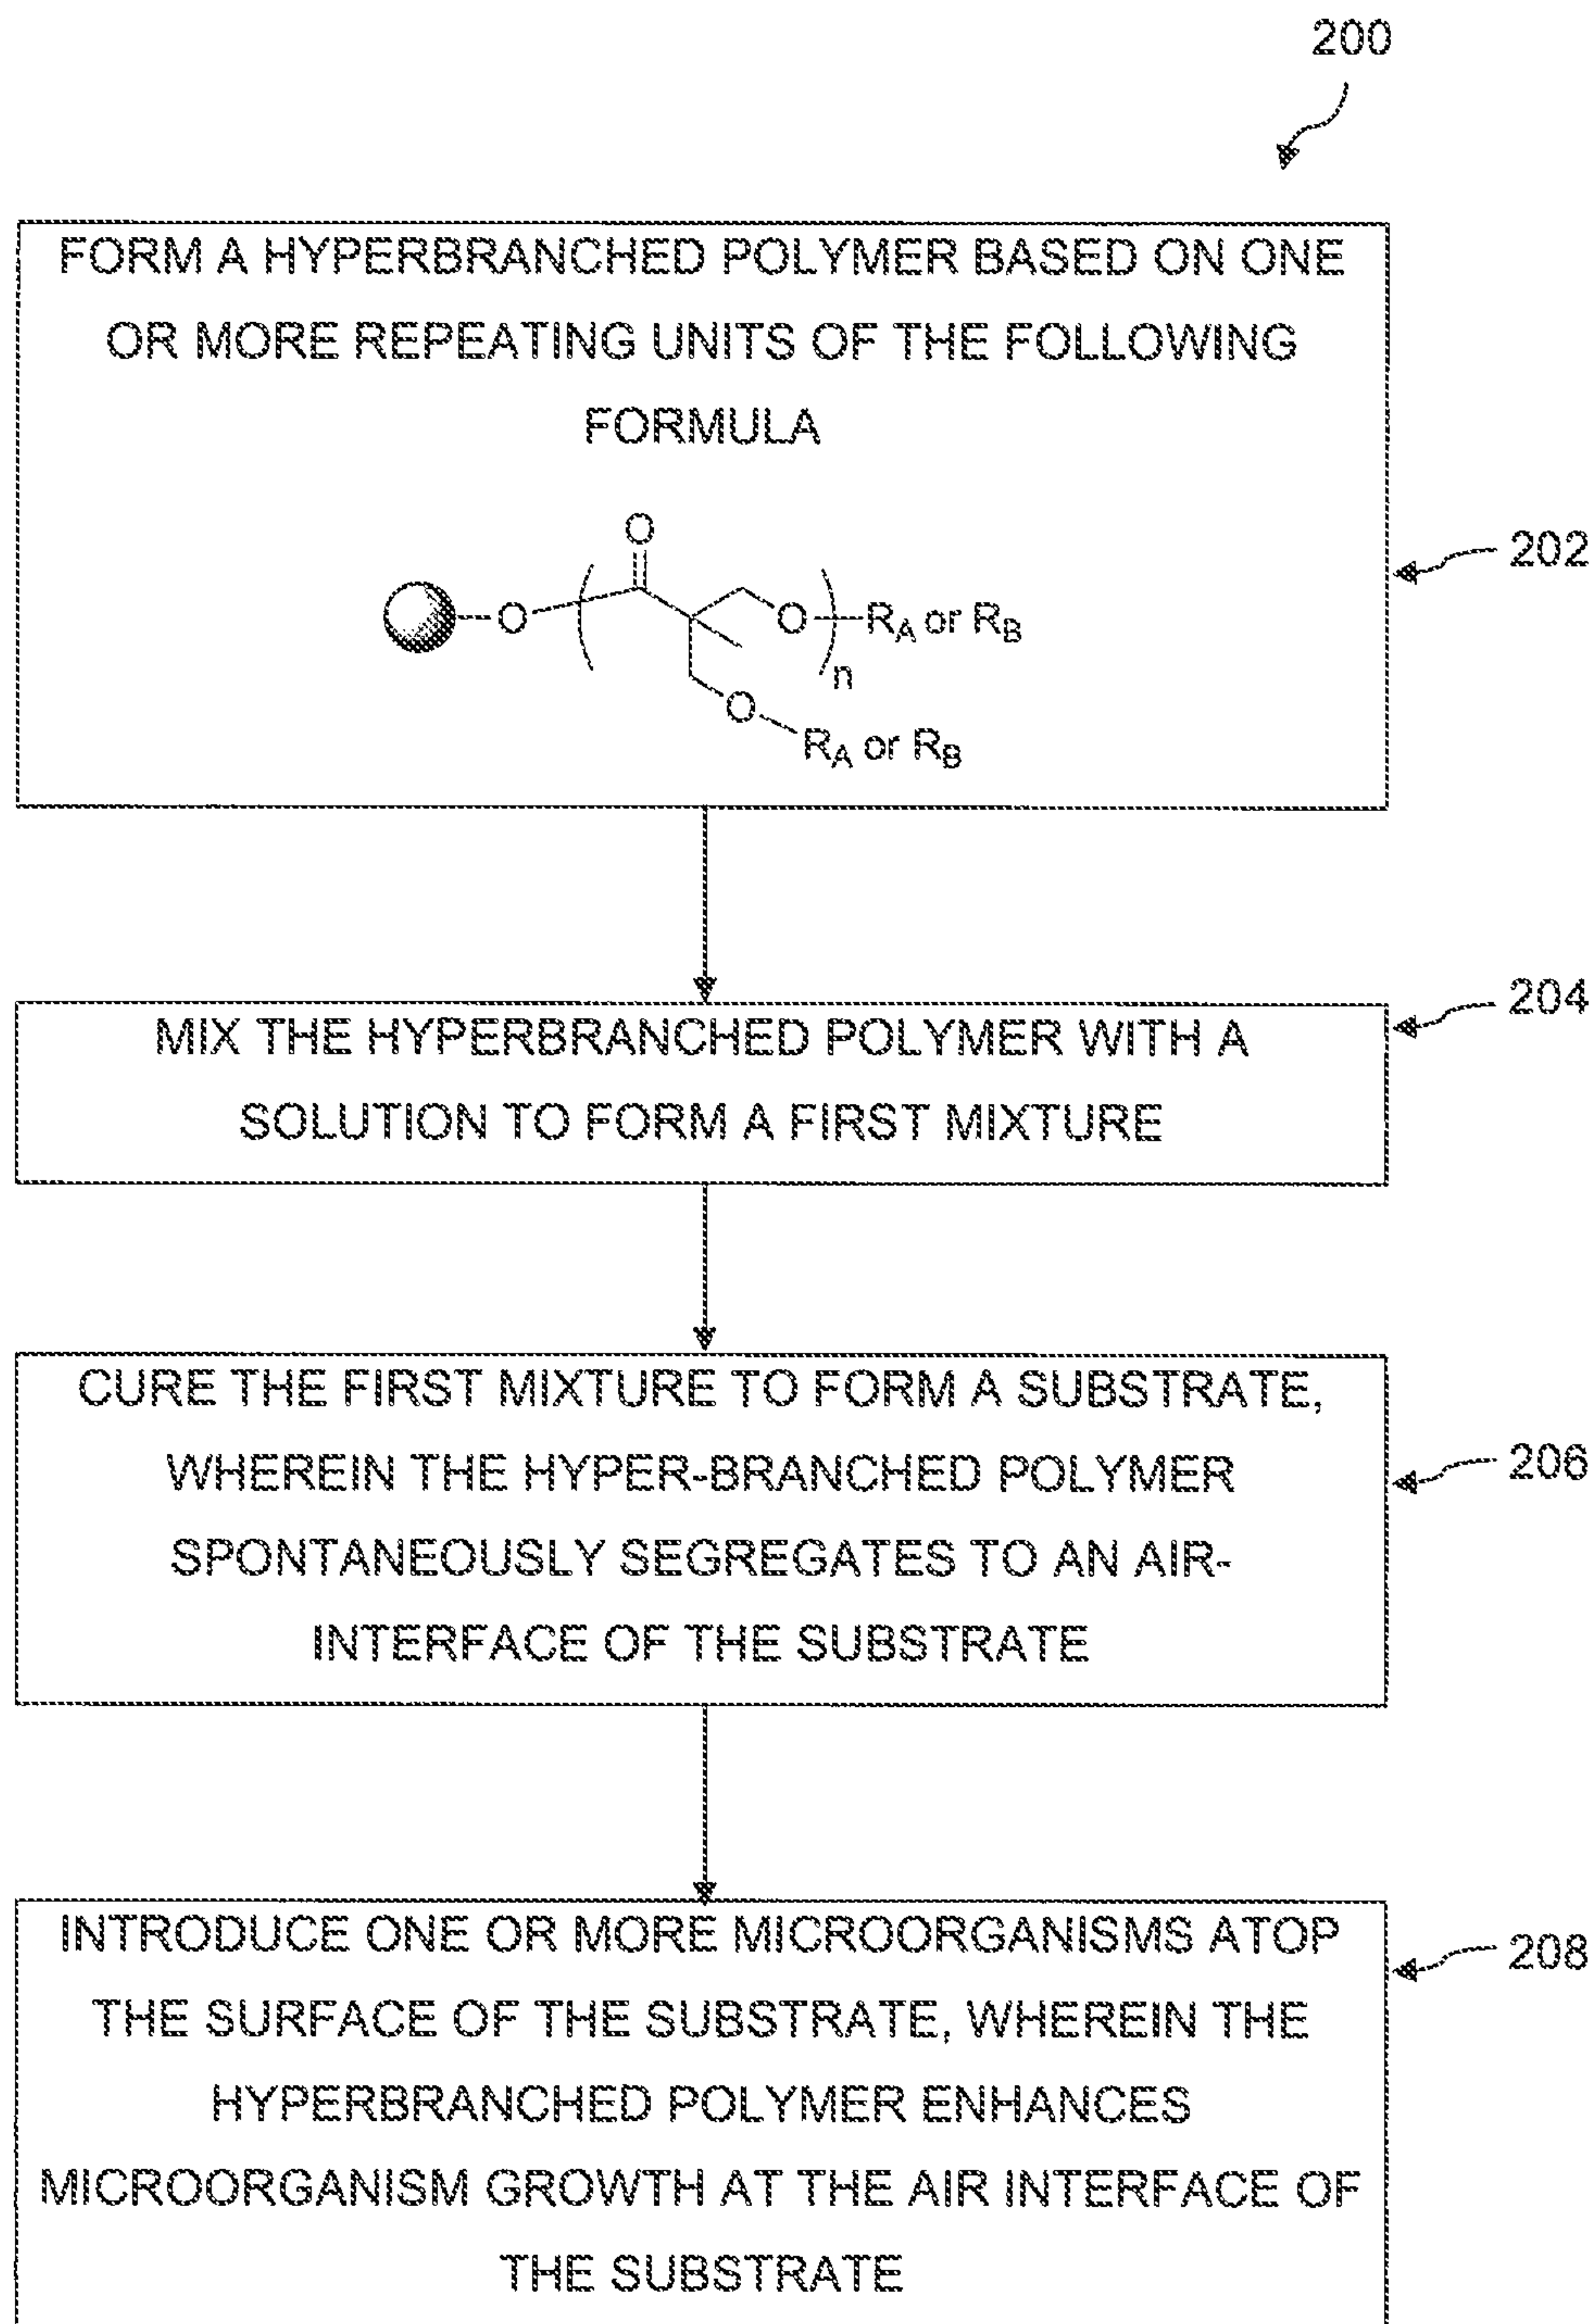 200
FORM A HYPERBRANCHED POLYMER BASED ON ONE
OR MORE REPEATING UNITS OF THE FOLLOWING
FORMULA
O
O
O
n
RA or RB
O
RA or RB
202
MIX THE HYPERBRANCHED POLYMER WITH A
SOLUTION TO FORM A FIRST MIXTURE
204
CURE THE FIRST MIXTURE TO FORM A SUBSTRATE,
WHEREIN THE HYPER-BRANCHED POLYMER
SPONTANEOUSLY SEGREGATES TO AN AIR-
INTERFACE OF THE SUBSTRATE
206
INTRODUCE ONE OR MORE MICROORGANISMS ATOP
THE SURFACE OF THE SUBSTRATE, WHEREIN THE
HYPERBRANCHED POLYMER ENHANCES
MICROORGANISM GROWTH AT THE AIR INTERFACE OF
THE SUBSTRATE
208